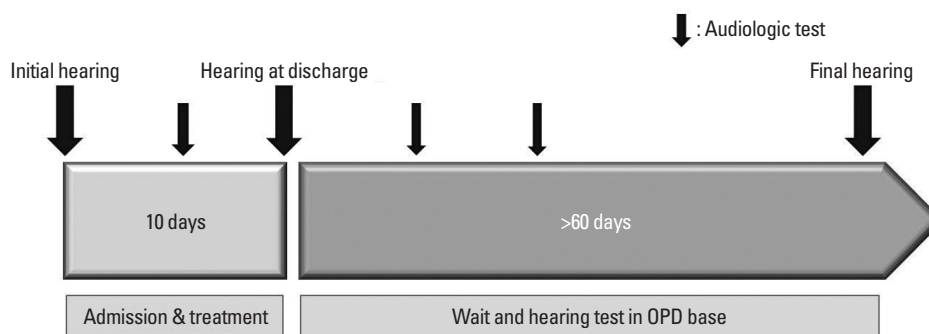 : Audiologic test
Initial hearing
Hearing at discharge
Final hearing
10 days
>60 days
Admission & treatment
Wait and hearing test in OPD base